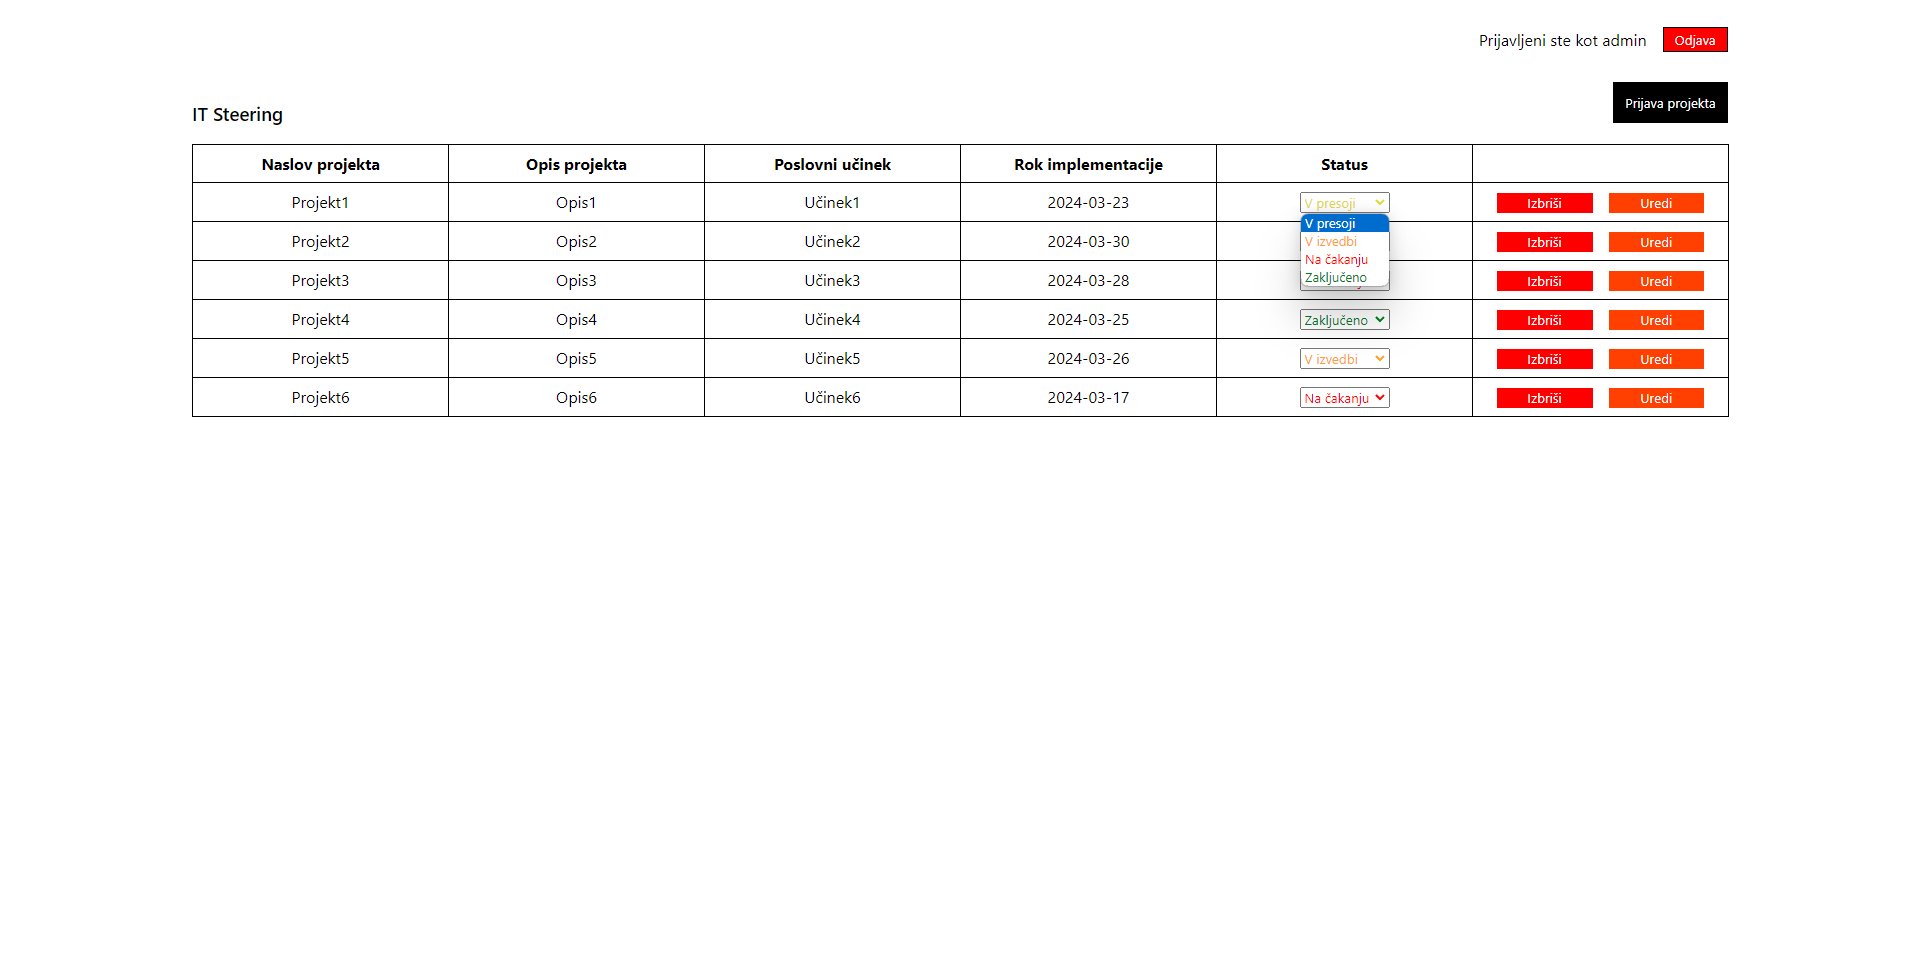 Prijavljeni ste kot admin Odjava
Prijava projekta
IT Steering
Naslov projekta Opis projekta Poslovni učinek Rok implementacije Status
Projekt1 Opis1 Učinek1 2024-03-23 V presoji Izbriši Uredi
V presoji
Projekt2 Opis2 Učinek2 2024-03-30 V izvedbi Izbriši Uredi
Na čakanju
Projekt3 Opis3 Učinek3 2024-03-28 Zaključeno Izbriši Uredi
Projekt4 Opis4 Učinek4 2024-03-25 Zaključeno Izbriši Uredi
Projekt5 Opis5 Učinek5 2024-03-26 V izvedbi Izbriši Uredi
Projekt6 Opis6 Učinek6 2024-03-17 Na čakanju Izbriši Uredi